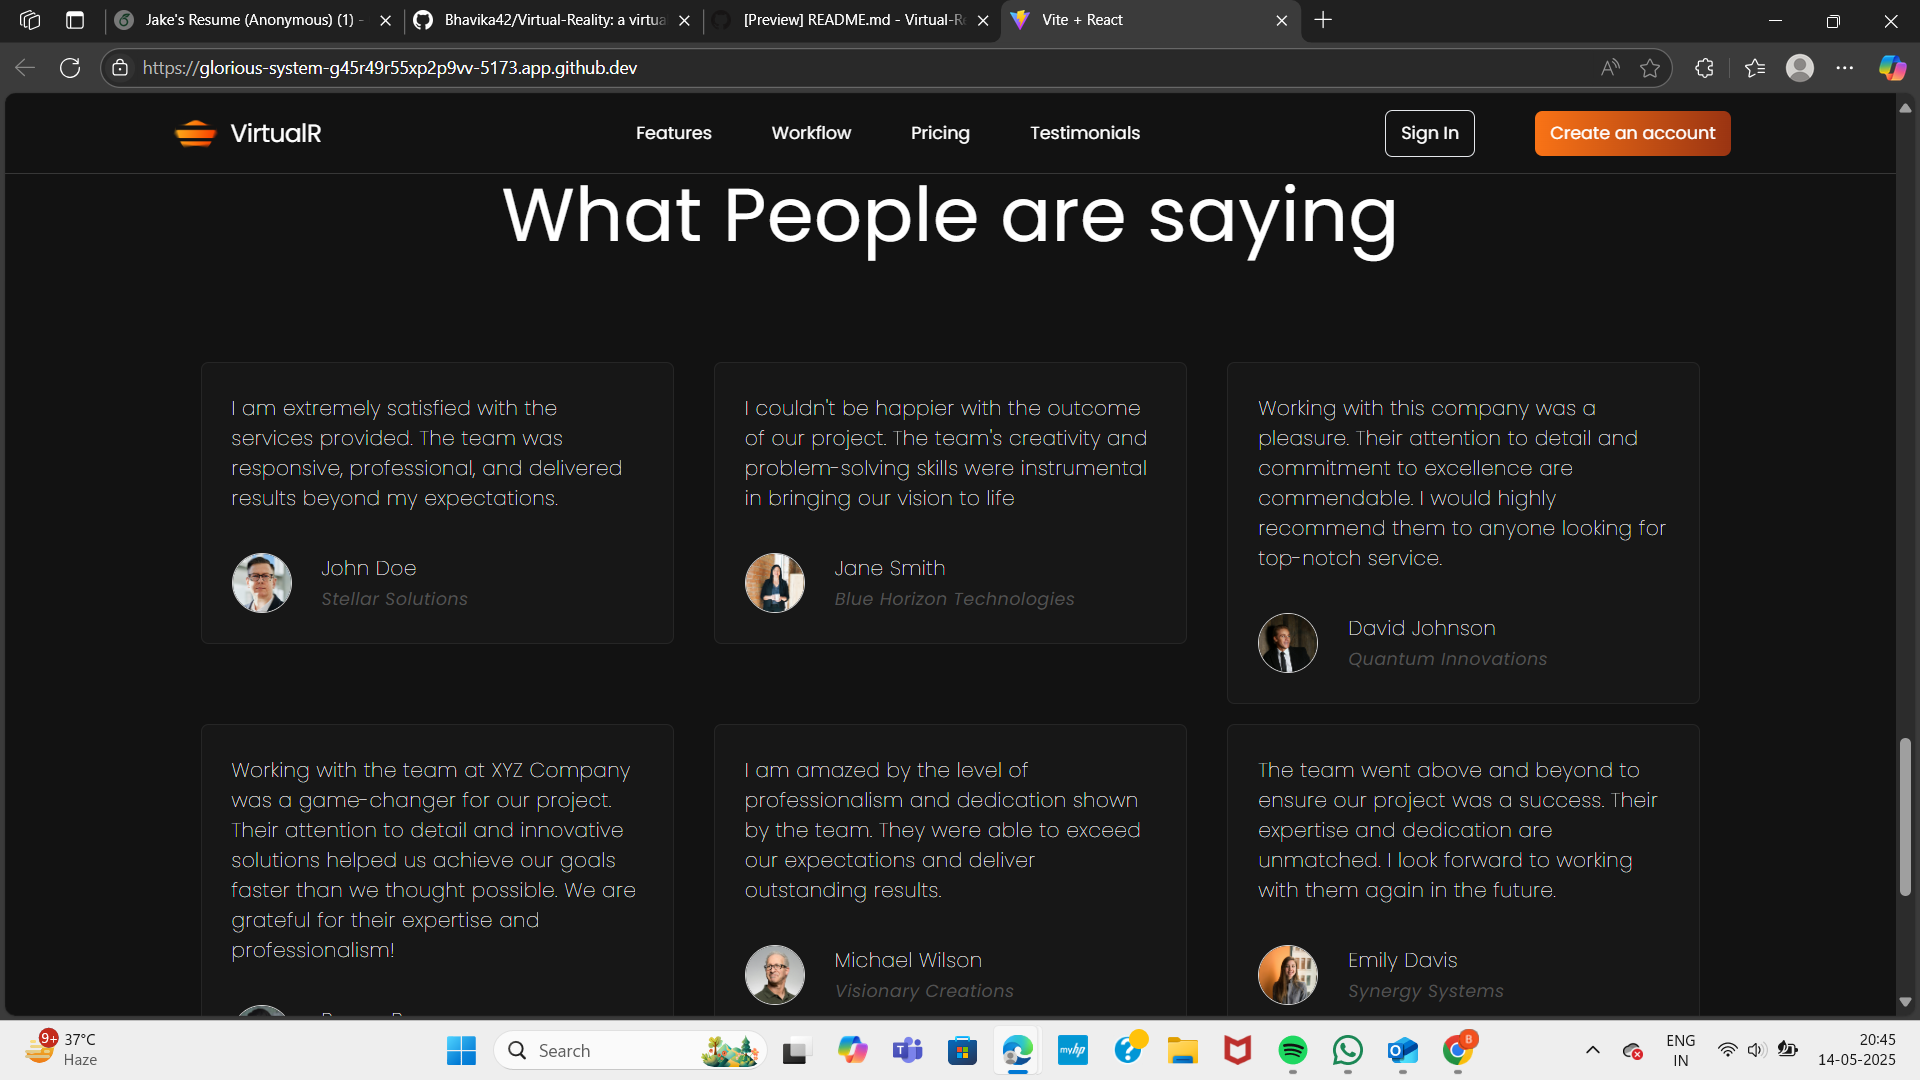 Jake's Resume (Anonymous) (1) -
Bhavika42/Virtual-Reality: a virtua
[Preview] README.md - Virtual-Re
Vite + React
https://glorious-system-g45r49r55xp2p9vv-5173.app.github.dev
VirtualR
Features
Workflow
Pricing
Testimonials
Sign In
Create an account
What People are saying
I am extremely satisfied with the
services provided. The team was
responsive, professional, and delivered
results beyond my expectations.
John Doe
Stellar Solutions
I couldn't be happier with the outcome
of our project. The team's creativity and
problem-solving skills were instrumental
in bringing our vision to life
Jane Smith
Blue Horizon Technologies
Working with this company was a
pleasure. Their attention to detail and
commitment to excellence are
commendable. I would highly
recommend them to anyone looking for
top-notch service.
David Johnson
Quantum Innovations
Working with the team at XYZ Company
was a game-changer for our project.
Their attention to detail and innovative
solutions helped us achieve our goals
faster than we thought possible. We are
grateful for their expertise and
professionalism!
I am amazed by the level of
professionalism and dedication shown
by the team. They were able to exceed
our expectations and deliver
outstanding results.
Michael Wilson
Visionary Creations
The team went above and beyond to
ensure our project was a success. Their
expertise and dedication are
unmatched. I look forward to working
with them again in the future.
Emily Davis
Synergy Systems
9+
37°C
Haze
Search
myhp
B
ENG
IN
20:45
14-05-2025